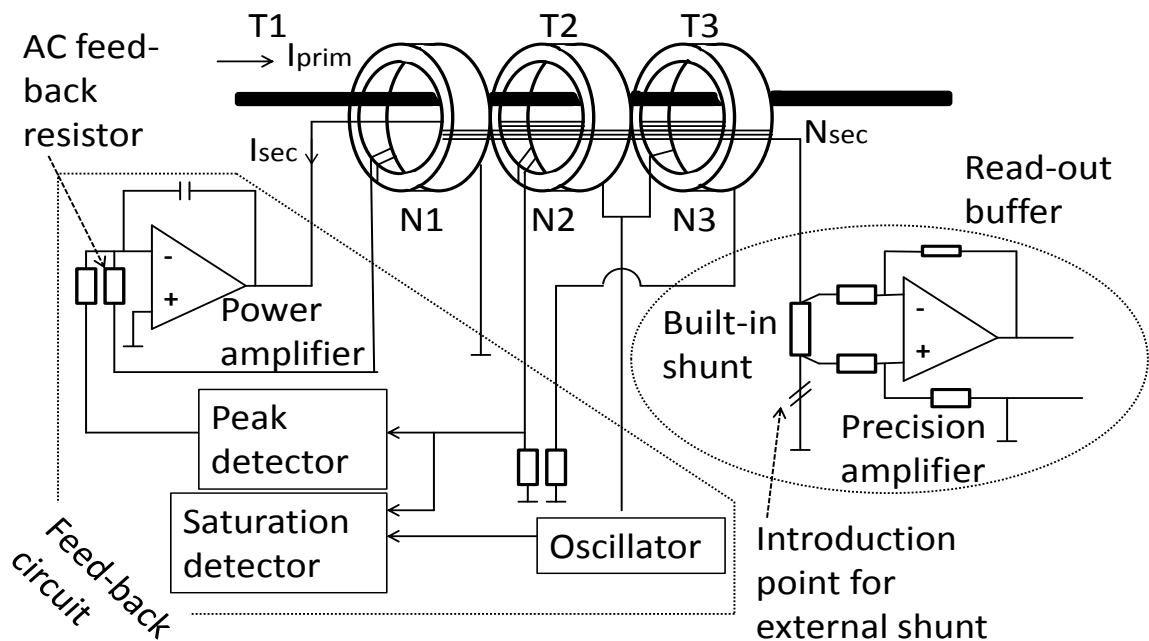 T1
T2
T3
AC feed-
back
resistor
Iprim
Isec
Nsec
N1
N2
N3
Read-out
buffer
-
+
Power
amplifier
Built-in
shunt
-
+
Precision
amplifier
Peak
detector
Saturation
detector
Oscillator
Introduction
point for
external shunt
Feed-back
circuit